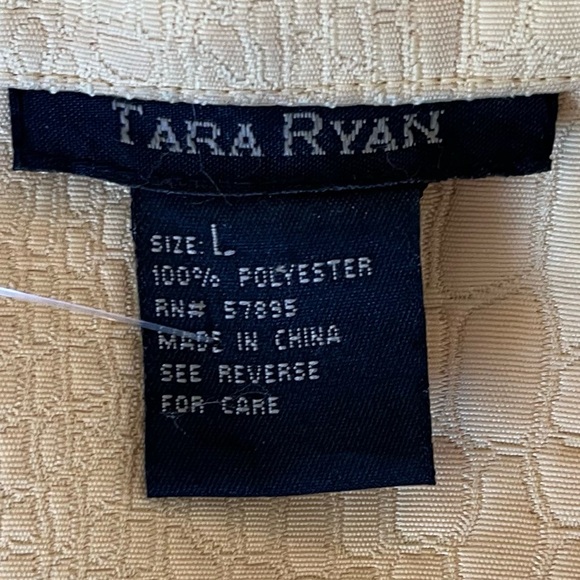 TARA RYAN
SIZE: L
100% POLYESTER
RN# 57895
MADE IN CHINA
SEE REVERSE
FOR CARE